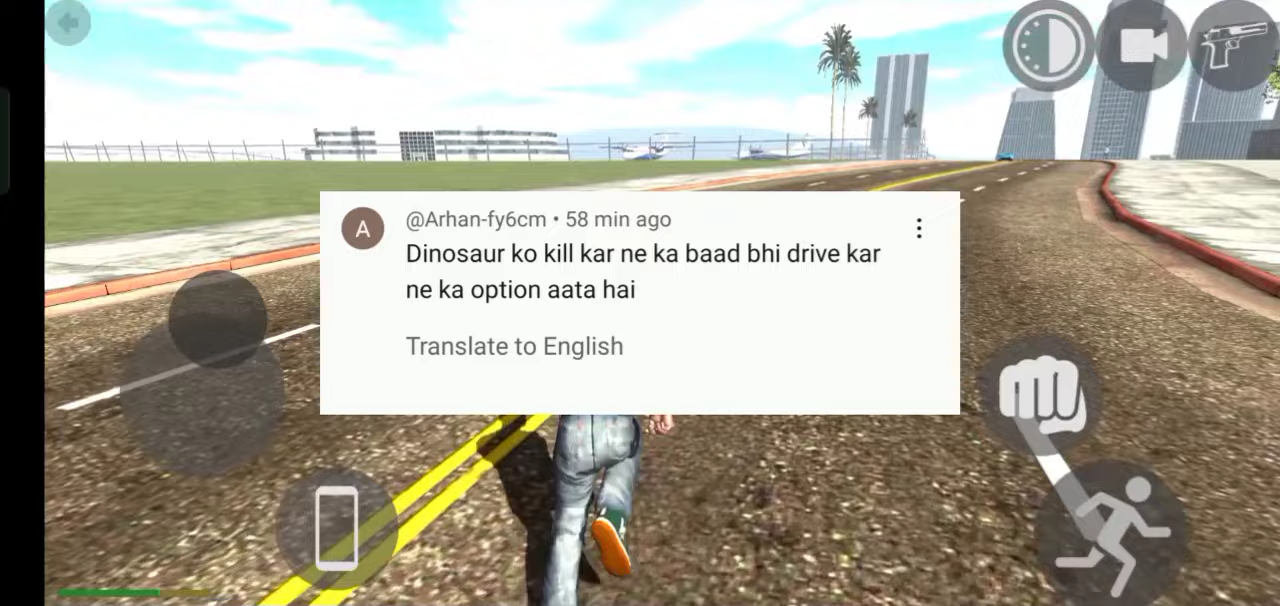 A
@Arhan-fy6cm • 58 min ago
Dinosaur ko kill kar ne ka baad bhi drive kar
ne ka option aata hai
Translate to English